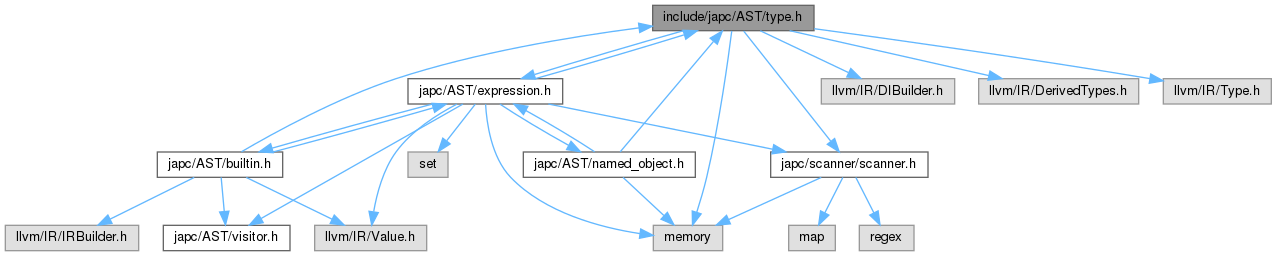 include/japc/AST/type.h
japc/AST/expression.h
llvm/IR/DIBuilder.h
llvm/IR/DerivedTypes.h
llvm/IR/Type.h
japc/AST/builtin.h
set
japc/AST/named_object.h
japc/scanner/scanner.h
llvm/IR/IRBuilder.h
japc/AST/visitor.h
llvm/IR/Value.h
memory
map
regex